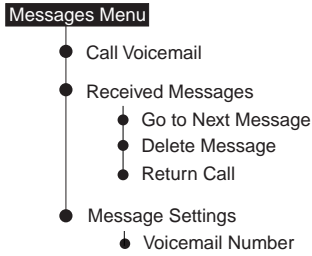 Messages Menu
Call Voicemail
Received Messages
Go to Next Message
Delete Message
Return Call
Message Settings
Voicemail Number